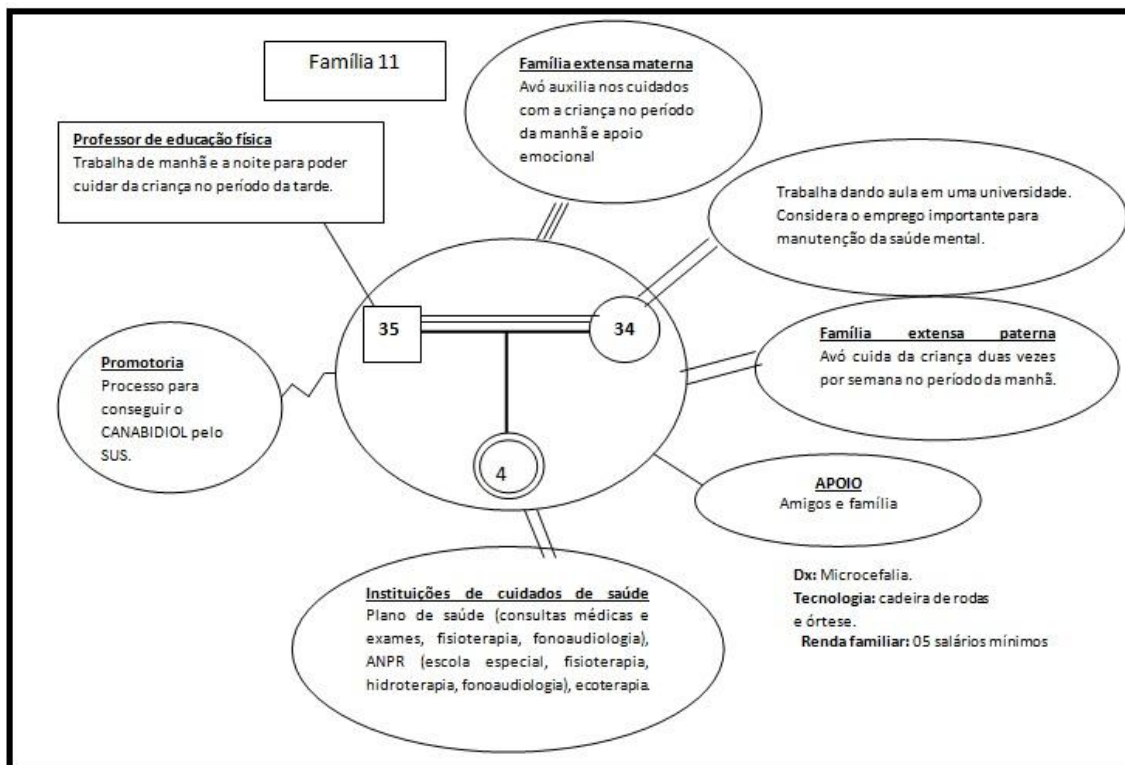 Família 11
Família extensa materna
Avó auxilia nos cuidados
com a criança no período
da manhã e apoio
emocional
Professor de educação física
Trabalha de manhã e a noite para poder
cuidar da criança no período da tarde.
Trabalha dando aula em uma universidade.
Considera o emprego importante para
manutenção da saúde mental.
35
34
Família extensa paterna
Avó cuida da criança duas vezes
por semana no período da manhã.
Promotoria
Processo para
conseguir o
CANABIDIOL pelo
SUS.
4
APOIO
Amigos e família
Instituições de cuidados de saúde
Plano de saúde (consultas médicas e
exames, fisioterapia, fonoaudiologia),
ANPR (escola especial, fisioterapia,
hidroterapia, fonoaudiologia), ecoterapia.
Dx: Microcefalia.
Tecnologia: cadeira de rodas
e órtese.
Renda familiar: 05 salários mínimos